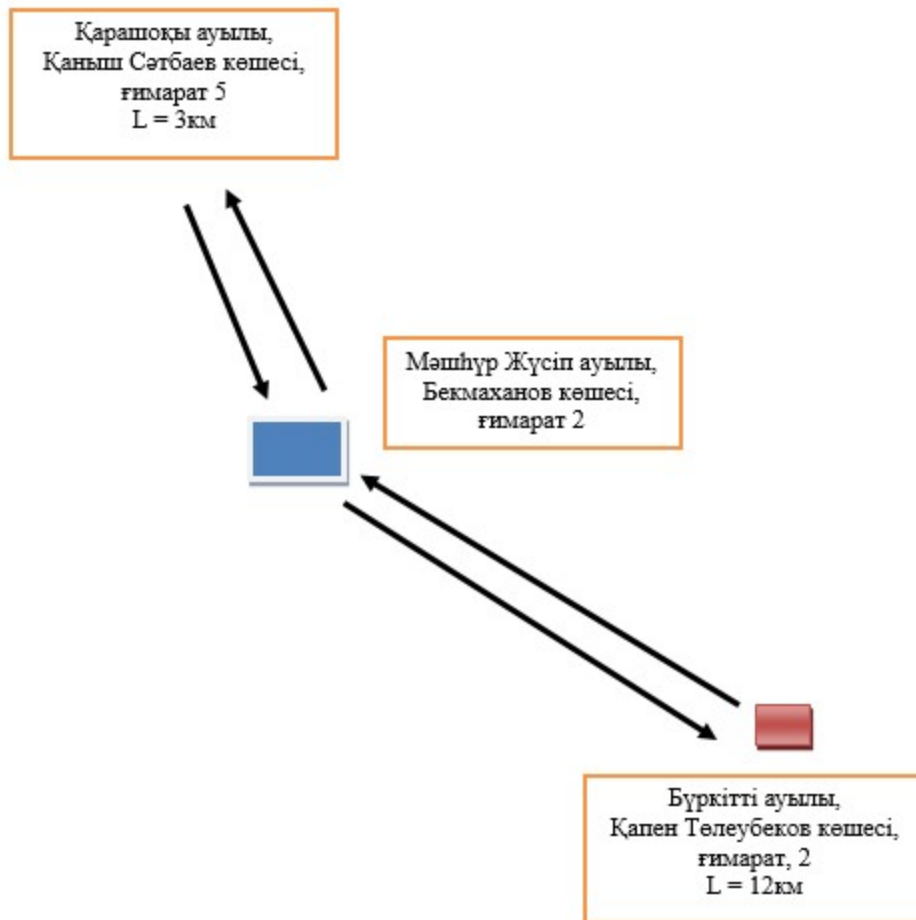 Қарашоқы ауылы,
Қаныш Сәтбаев көшесі,
ғимарат 5
L = 3км
Мәшһүр Жүсіп ауылы,
Бекмаханов көшесі,
ғимарат 2
Бүркітті ауылы,
Қапен Төлеубеков көшесі,
ғимарат, 2
L = 12км